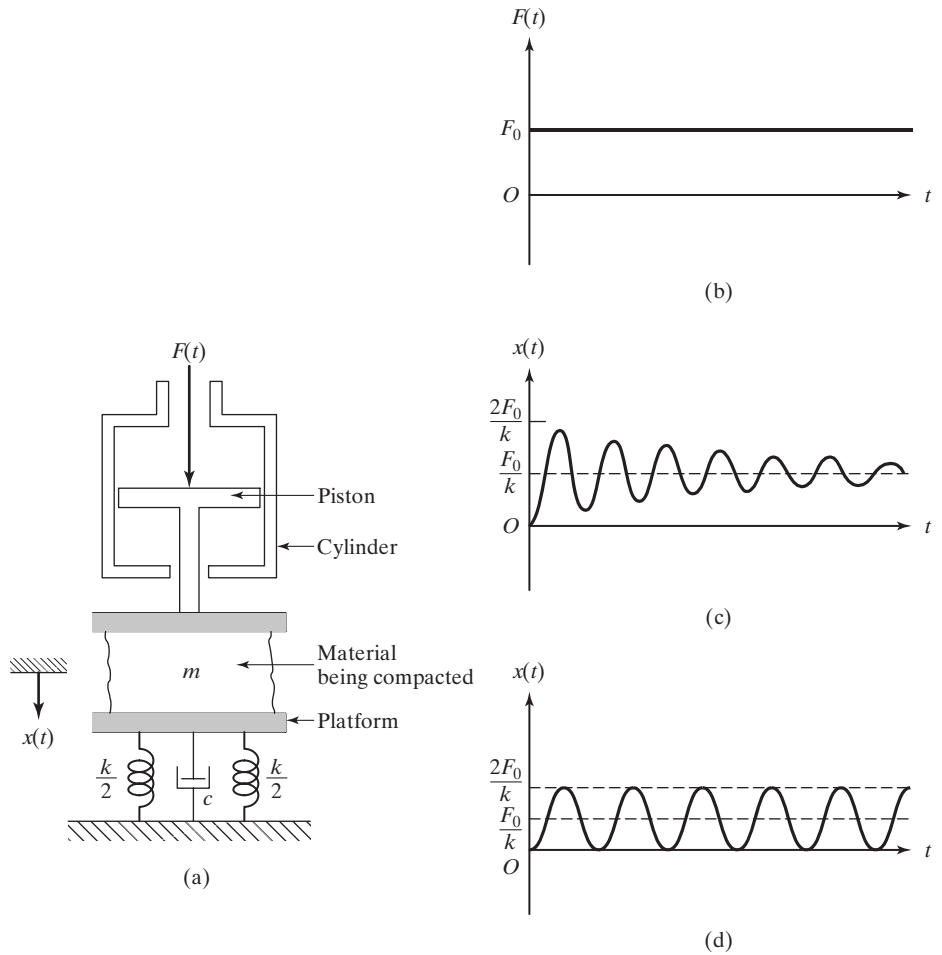 F(t)
F₀
O
t
(b)
F(t)
Piston
Cylinder
m
Material
being compacted
Platform
x(t)
k/2
c
k/2
(a)
x(t)
2F₀/k
F₀/k
O
t
(c)
x(t)
2F₀/k
F₀/k
O
t
(d)